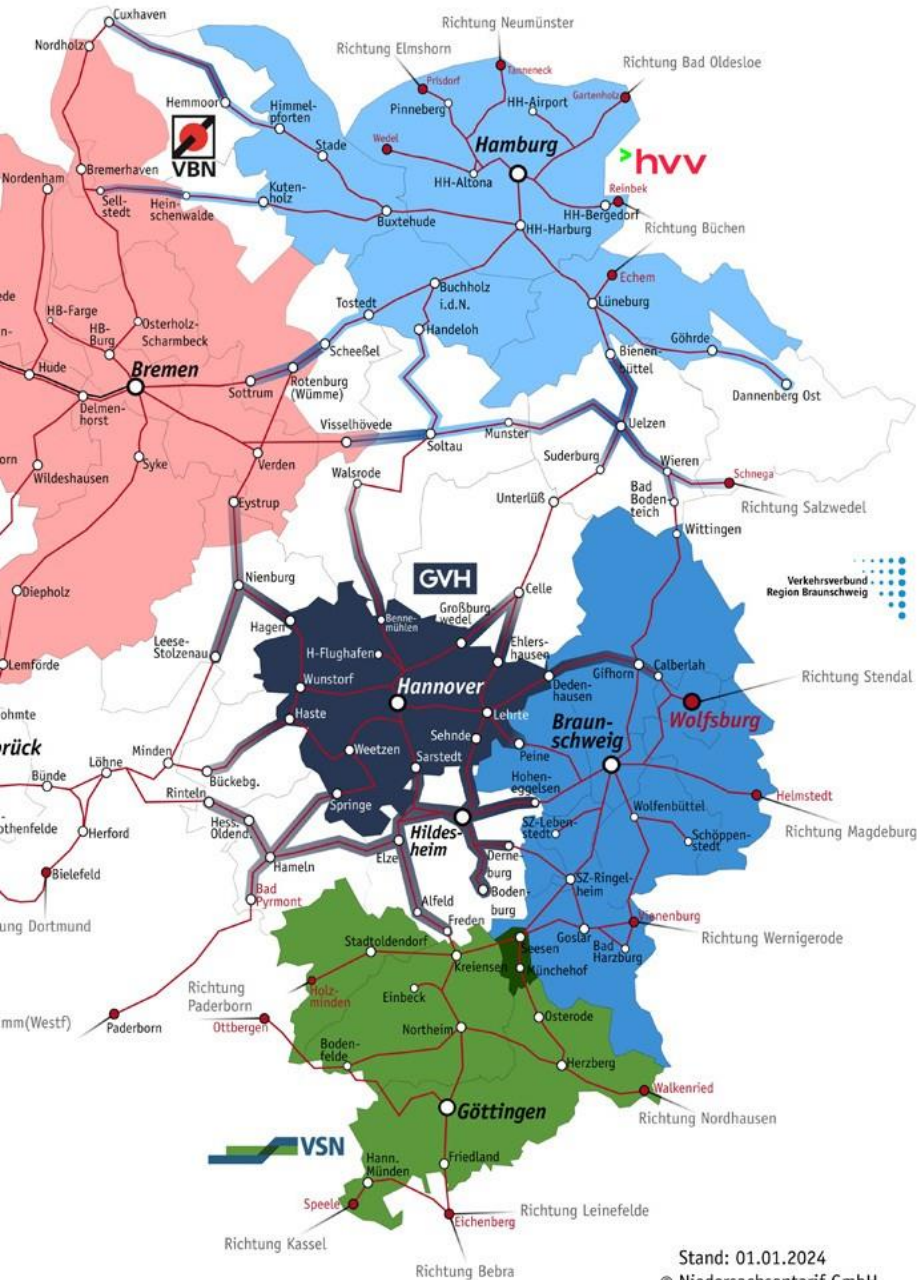 Cuxhaven
Nordholz
Richtung Neumünster
Richtung Elmshorn
Richtung Bad Oldesloe
Tanneck
Prisdorf
Pinneberg
HH-Airport
Gartenholz
Hemmoor
Himmel-
pforten
Stade
VBN
Wedel
Hamburg
>hvv
HH-Altona
Bremerhaven
Nordenham
Sell-
stedt
Hein-
schenwalde
Kuten-
holz
Buxtehude
Reinbek
HH-Bergedorf
HH-Harburg
Richtung Büchen
Echem
Buchholz
i.d.N.
Lüneburg
Tostedt
Handeloh
HB-Farge
HB-
Burg
Osterholz-
Scharmbeck
Scheeßel
Göhrde
Bienen-
büttel
Hude
Bremen
Rotenburg
(Wümme)
Sottrum
Dannenberg Ost
Delmen-
horst
Visselhövede
Soltau
Munster
Uelzen
Syke
Verden
Wildeshausen
Walsrode
Suderburg
Wieren
Schnega
Eystrup
Unterlüß
Bad
Boden-
teich
Richtung Salzwedel
Wittingen
Nienburg
GVH
Celle
Verkehrsverbund
Region Braunschweig
Diepholz
Großburg-
wedel
Benne-
mühlen
Hagen
Leese-
Stolzenau
H-Flughafen
Ehlers-
hausen
Lemförde
Wunstorf
Hannover
Gifhorn
Calberlah
Deden-
hausen
Richtung Stendal
Wolfsburg
Haste
Lehrte
Braun-
schweig
Sehnde
Weetzen
Peine
Sarstedt
Minden
Löhne
Bünde
Bückebg.
Rinteln
Hohen-
eggelsen
Springe
Helmstedt
Wolfenbüttel
Hess.
Oldend.
Hildes-
heim
SZ-Leben-
stedt
Schöppen-
stedt
Richtung Magdeburg
Herford
Elze
Derne-
burg
Hameln
Bielefeld
Bad
Pyrmont
Boden-
burg
SZ-Ringel-
heim
Alfeld
Freden
Vienenburg
Stadtoldendorf
Seesen
Goslar
Bad
Harzburg
Richtung Wernigerode
Kreiensen
Münchehof
Richtung
Paderborn
Holz-
minden
Einbeck
Paderborn
Ottbergen
Northeim
Osterode
Boden-
felde
Herzberg
Walkenried
Göttingen
Richtung Nordhausen
VSN
Hann.
Münden
Friedland
Speele
Eichenberg
Richtung Leinefelde
Richtung Kassel
Richtung Bebra
Stand: 01.01.2024